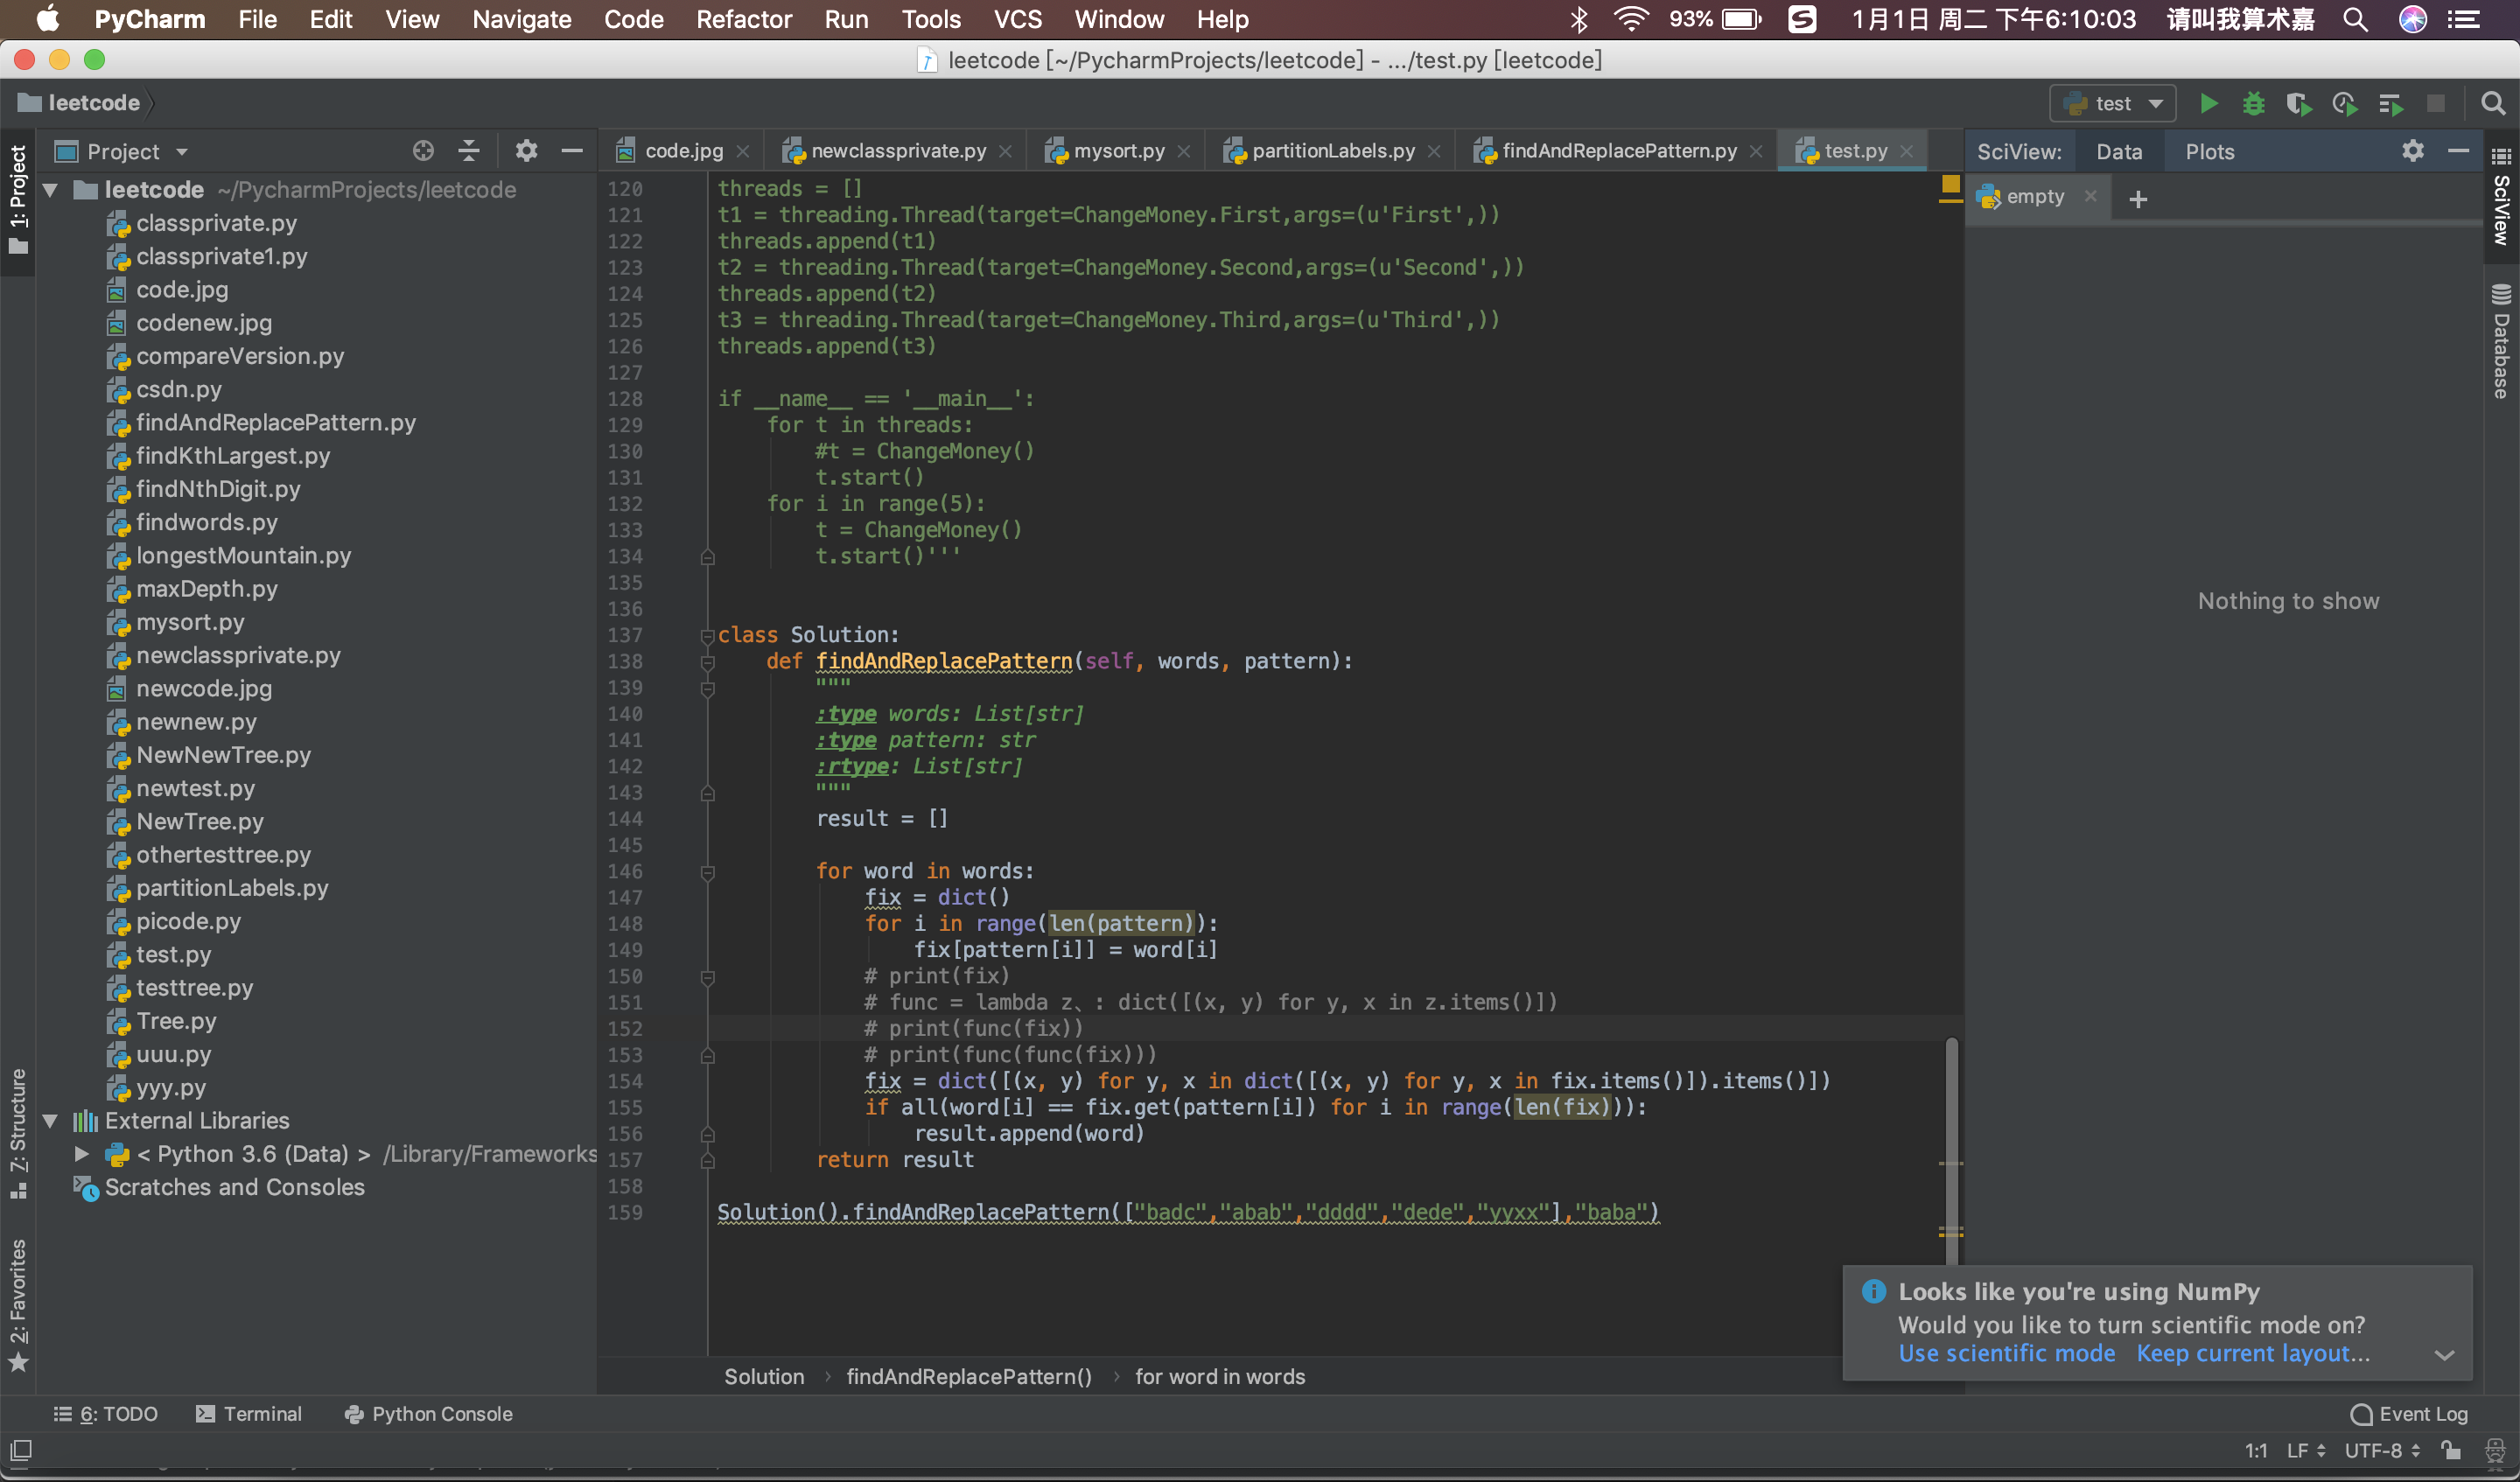 PyCharm File Edit View Navigate Code Refactor Run Tools VCS Window Help 93% 1月1日 周二 下午6:10:03 请叫我算术嘉
leetcode [~/PycharmProjects/leetcode] - .../test.py [leetcode]
leetcode
test
1: Project
Project
leetcode ~/PycharmProjects/leetcode
classprivate.py
classprivate1.py
code.jpg
codenew.jpg
compareVersion.py
csdn.py
findAndReplacePattern.py
findKthLargest.py
findNthDigit.py
findwords.py
longestMountain.py
maxDepth.py
mysort.py
newclassprivate.py
newcode.jpg
newnew.py
NewNewTree.py
newtest.py
NewTree.py
othertesttree.py
partitionLabels.py
picode.py
test.py
testtree.py
Tree.py
uuu.py
yyy.py
External Libraries
< Python 3.6 (Data) > /Library/Frameworks
Scratches and Consoles
7: Structure
2: Favorites
code.jpg newclassprivate.py mysort.py partitionLabels.py findAndReplacePattern.py test.py
120 threads = []
121 t1 = threading.Thread(target=ChangeMoney.First,args=(u'First',))
122 threads.append(t1)
123 t2 = threading.Thread(target=ChangeMoney.Second,args=(u'Second',))
124 threads.append(t2)
125 t3 = threading.Thread(target=ChangeMoney.Third,args=(u'Third',))
126 threads.append(t3)
127
128 if __name__ == '__main__':
129     for t in threads:
130         #t = ChangeMoney()
131         t.start()
132     for i in range(5):
133         t = ChangeMoney()
134         t.start()'''
135
136
137 class Solution:
138     def findAndReplacePattern(self, words, pattern):
139         """
140         :type words: List[str]
141         :type pattern: str
142         :rtype: List[str]
143         """
144         result = []
145
146         for word in words:
147             fix = dict()
148             for i in range(len(pattern)):
149                 fix[pattern[i]] = word[i]
150             # print(fix)
151             # func = lambda z、: dict([(x, y) for y, x in z.items()])
152             # print(func(fix))
153             # print(func(func(fix)))
154             fix = dict([(x, y) for y, x in dict([(x, y) for y, x in fix.items()]).items()])
155             if all(word[i] == fix.get(pattern[i]) for i in range(len(fix))):
156                 result.append(word)
157         return result
158
159 Solution().findAndReplacePattern(["badc","abab","dddd","dede","yyxx"],"baba")
Solution › findAndReplacePattern() › for word in words
SciView: Data Plots
empty
Nothing to show
SciView
Database
Looks like you're using NumPy
Would you like to turn scientific mode on?
Use scientific mode Keep current layout...
6: TODO Terminal Python Console Event Log
1:1 LF UTF-8